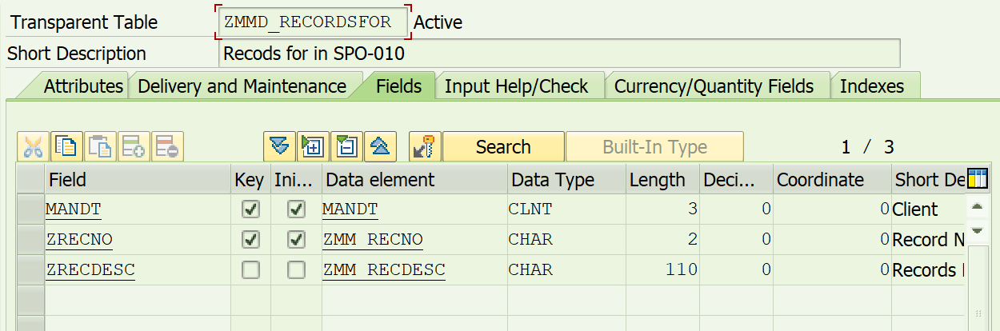 Transparent Table ZMMD_RECORDSFOR Active
Short Description Recods for in SPO-010
Attributes Delivery and Maintenance Fields Input Help/Check Currency/Quantity Fields Indexes
Search Built-In Type 1 / 3
Field Key Ini... Data element Data Type Length Deci... Coordinate Short De
MANDT MANDT CLNT 3 0 0 Client
ZRECNO ZMM_RECNO CHAR 2 0 0 Record N
ZRECDESC ZMM_RECDESC CHAR 110 0 0 Records